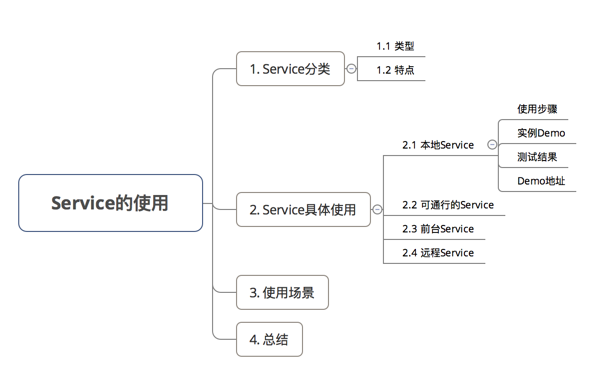 Service的使用
1. Service分类
1.1 类型
1.2 特点
2. Service具体使用
2.1 本地Service
使用步骤
实例Demo
测试结果
Demo地址
2.2 可通行的Service
2.3 前台Service
2.4 远程Service
3. 使用场景
4. 总结